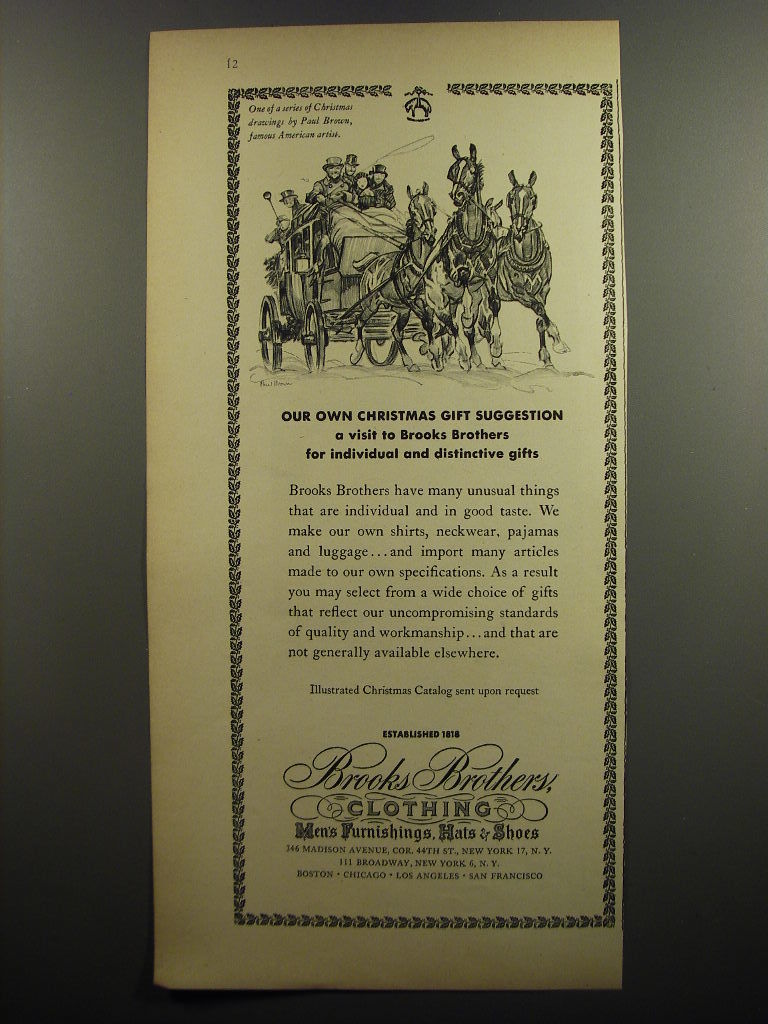 12
One of a series of Christmas
drawings by Paul Brown,
famous American artist.
Paul Brown
OUR OWN CHRISTMAS GIFT SUGGESTION
a visit to Brooks Brothers
for individual and distinctive gifts
Brooks Brothers have many unusual things
that are individual and in good taste. We
make our own shirts, neckwear, pajamas
and luggage...and import many articles
made to our own specifications. As a result
you may select from a wide choice of gifts
that reflect our uncompromising standards
of quality and workmanship...and that are
not generally available elsewhere.
Illustrated Christmas Catalog sent upon request
ESTABLISHED 1818
Brooks Brothers,
CLOTHING
Men's Furnishings, Hats & Shoes
346 MADISON AVENUE, COR. 44TH ST., NEW YORK 17, N. Y.
111 BROADWAY, NEW YORK 6, N. Y.
BOSTON • CHICAGO • LOS ANGELES • SAN FRANCISCO